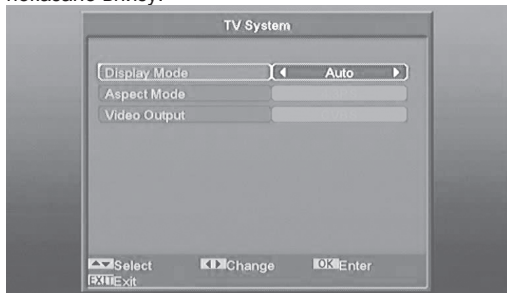 TV System
Display Mode Auto
Aspect Mode
Video Output
Select Change OK Enter
EXIT Exit